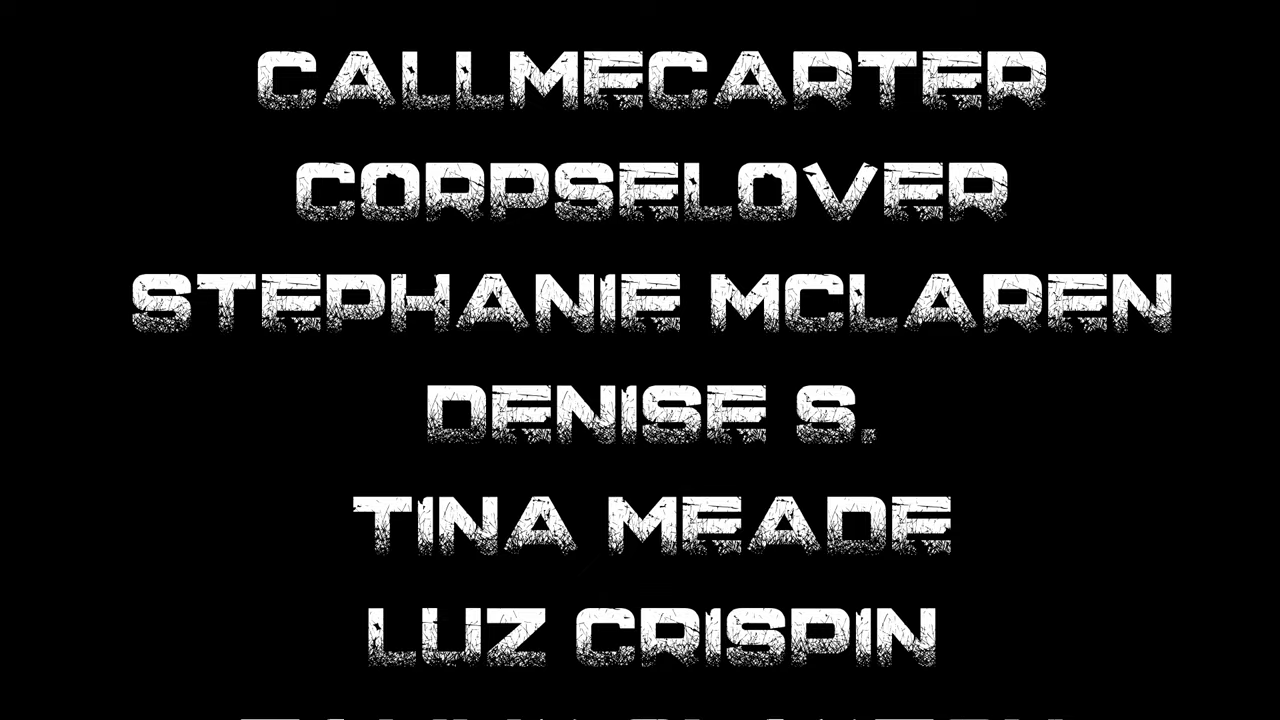 CALLMECARTER
CORPSELOVER
STEPHANIE MCLAREN
DENISE S.
TINA MEADE
LUZ CRISPIN